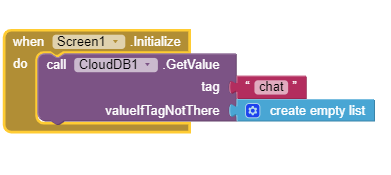 when Screen1 .Initialize
do call CloudDB1 .GetValue
tag " chat "
valueIfTagNotThere create empty list